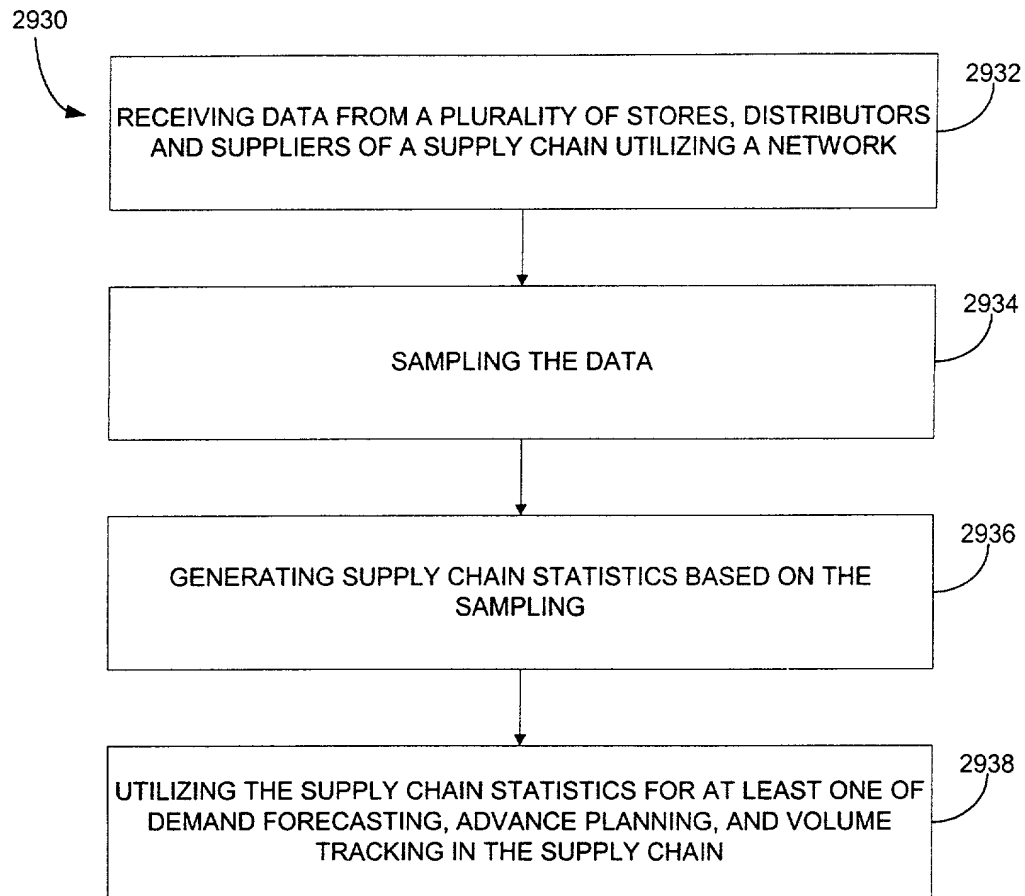 2930
2932
RECEIVING DATA FROM A PLURALITY OF STORES, DISTRIBUTORS
AND SUPPLIERS OF A SUPPLY CHAIN UTILIZING A NETWORK
2934
SAMPLING THE DATA
2936
GENERATING SUPPLY CHAIN STATISTICS BASED ON THE
SAMPLING
2938
UTILIZING THE SUPPLY CHAIN STATISTICS FOR AT LEAST ONE OF
DEMAND FORECASTING, ADVANCE PLANNING, AND VOLUME
TRACKING IN THE SUPPLY CHAIN